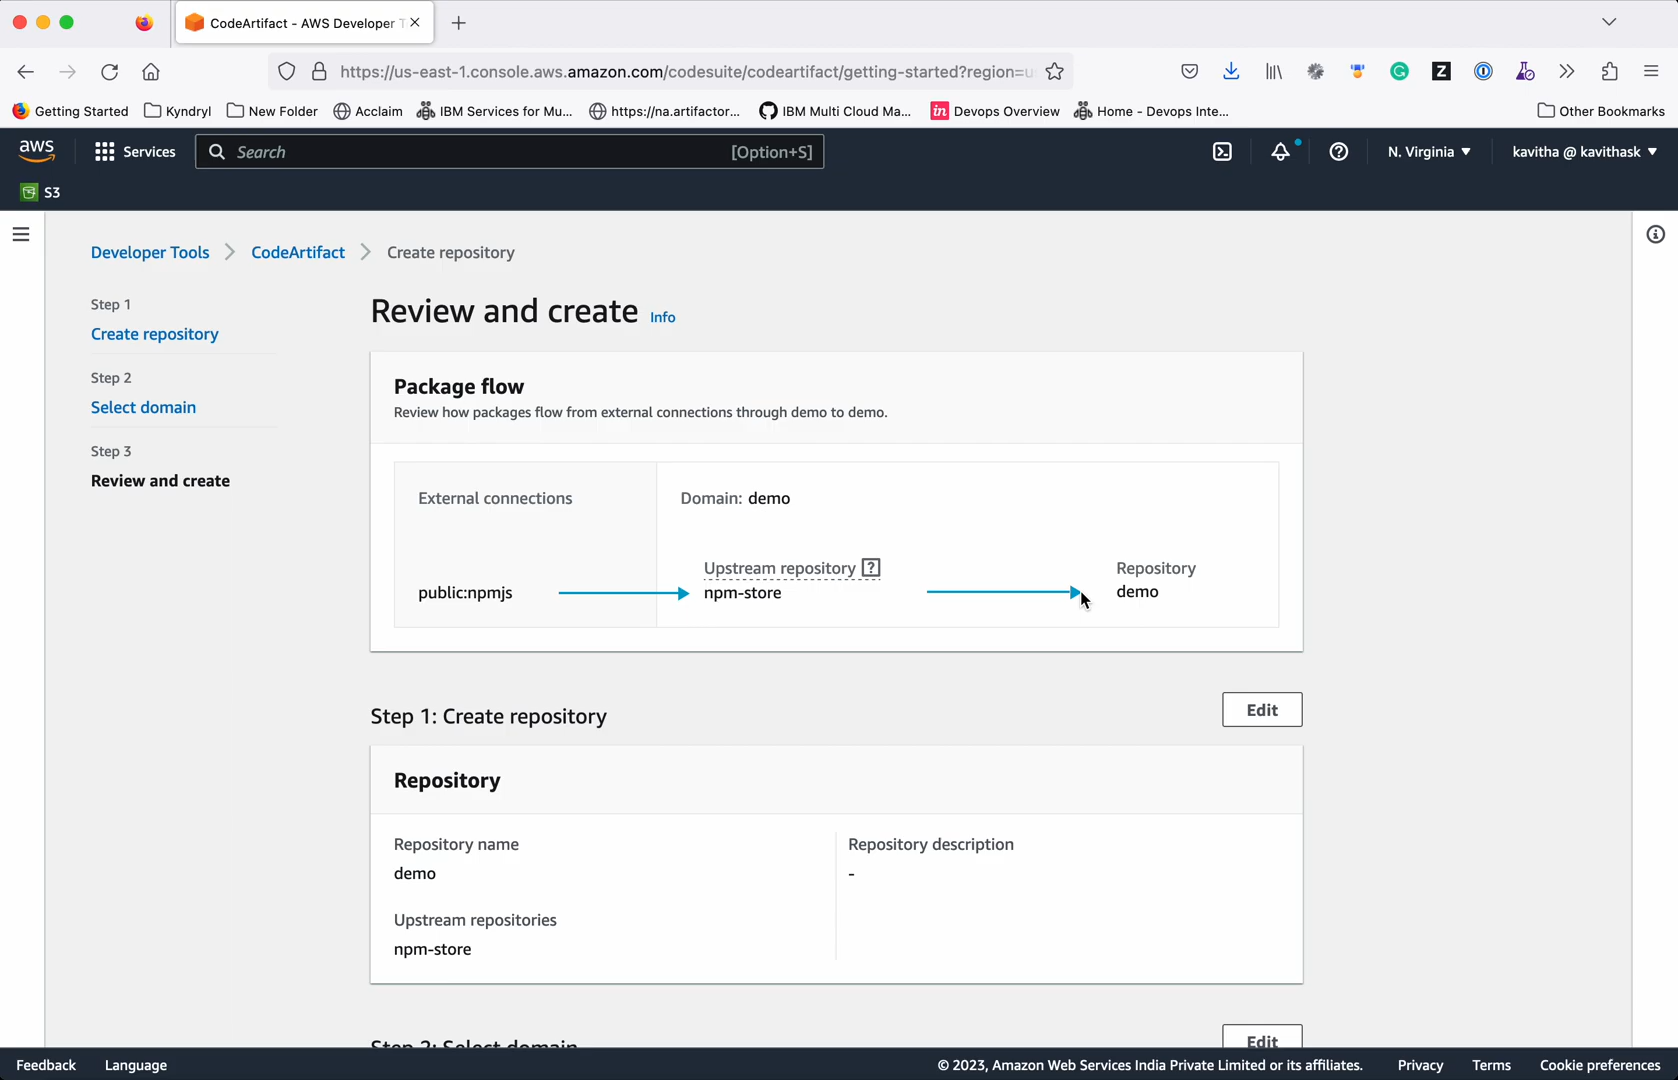 CodeArtifact - AWS Developer T
https://us-east-1.console.aws.amazon.com/codesuite/codeartifact/getting-started?region=u
Getting Started Kyndryl New Folder Acclaim IBM Services for Mu... https://na.artifactor... IBM Multi Cloud Ma... in Devops Overview Home - Devops Inte... Other Bookmarks
aws Services Search [Option+S] N. Virginia kavitha @ kavithask
S3
Developer Tools CodeArtifact Create repository
Step 1
Create repository
Step 2
Select domain
Step 3
Review and create
Review and create Info
Package flow
Review how packages flow from external connections through demo to demo.
External connections Domain: demo
Upstream repository ? Repository
public:npmjs npm-store demo
Step 1: Create repository Edit
Repository
Repository name Repository description
demo -
Upstream repositories
npm-store
Step 2: Select domain Edit
Feedback Language © 2023, Amazon Web Services India Private Limited or its affiliates. Privacy Terms Cookie preferences